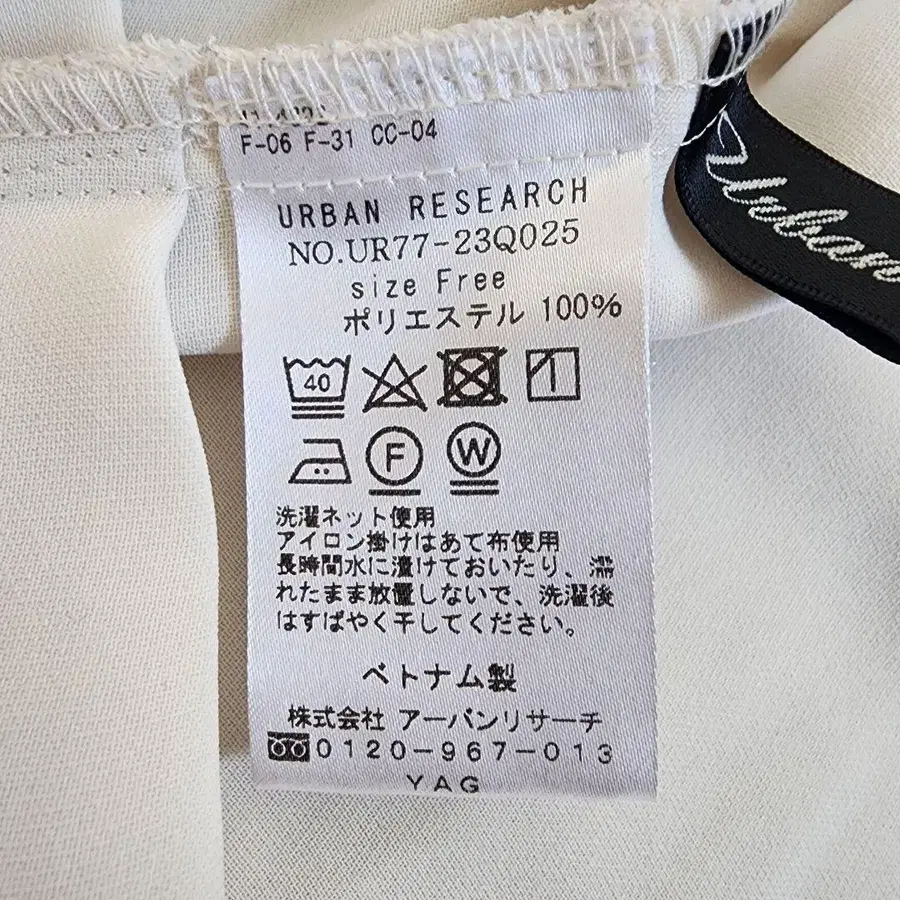 F-06 F-31 CC-04
URBAN RESEARCH
NO.UR77-23Q025
size Free
ポリエステル 100%
40
F
W
洗濯ネット使用
アイロン掛けはあて布使用
長時間水に漬けておいたり、濡
れたまま放置しないで、洗濯後
はすばやく干してください。
ベトナム製
株式会社 アーバンリサーチ
0120-967-013
YAG
Urban